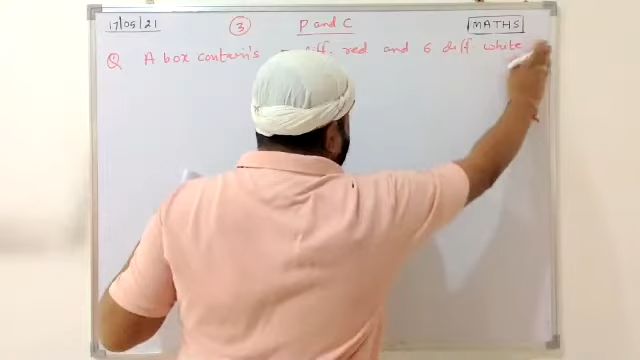 17/05/21 3 P and C MATHS
Q A box contain's diff. red and 6 diff white